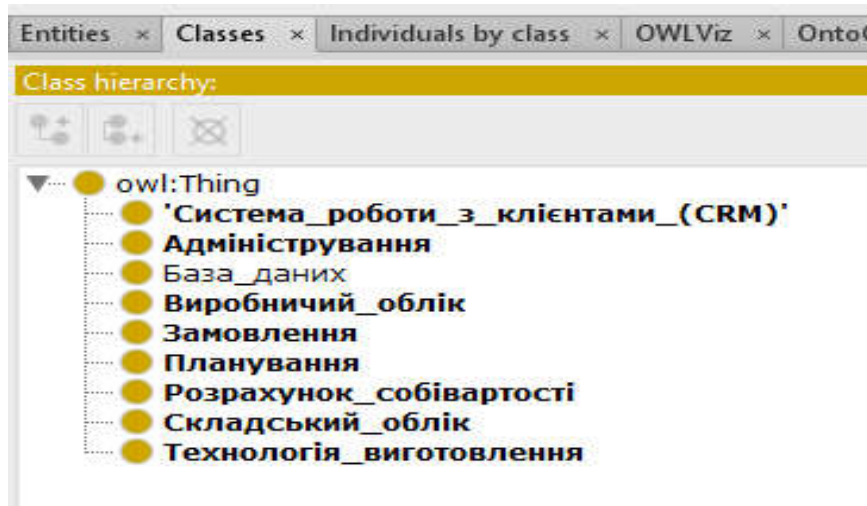 Entities × Classes × Individuals by class × OWLViz × Onto
Class hierarchy:
owl:Thing
'Система_роботи_з_клієнтами_(CRM)'
Адміністрування
База_даних
Виробничий_облік
Замовлення
Планування
Розрахунок_собівартості
Складський_облік
Технологія_виготовлення